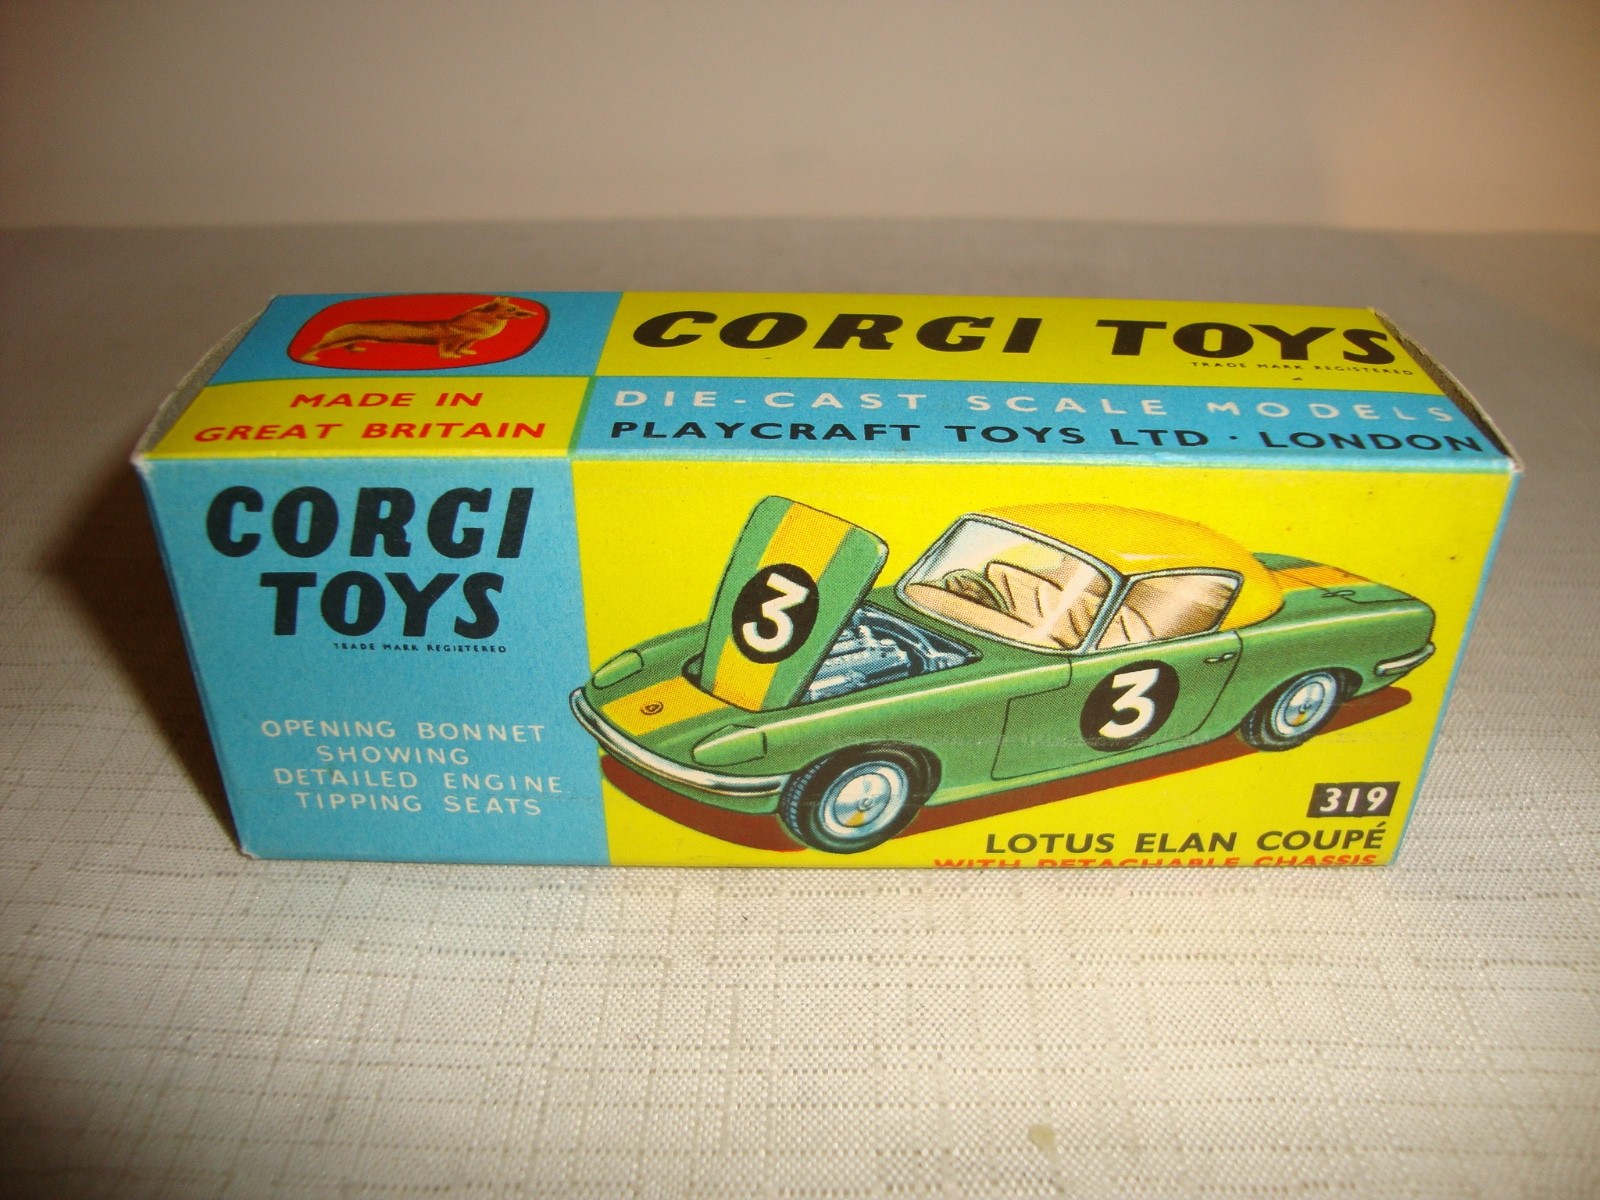 CORGI TOYS
TRADE MARK REGISTERED
MADE IN
GREAT BRITAIN
DIE-CAST SCALE MODELS
PLAYCRAFT TOYS LTD · LONDON
CORGI
TOYS
TRADE MARK REGISTERED
OPENING BONNET
SHOWING
DETAILED ENGINE
TIPPING SEATS
3
3
319
LOTUS ELAN COUPÉ
WITH DETACHABLE CHASSIS